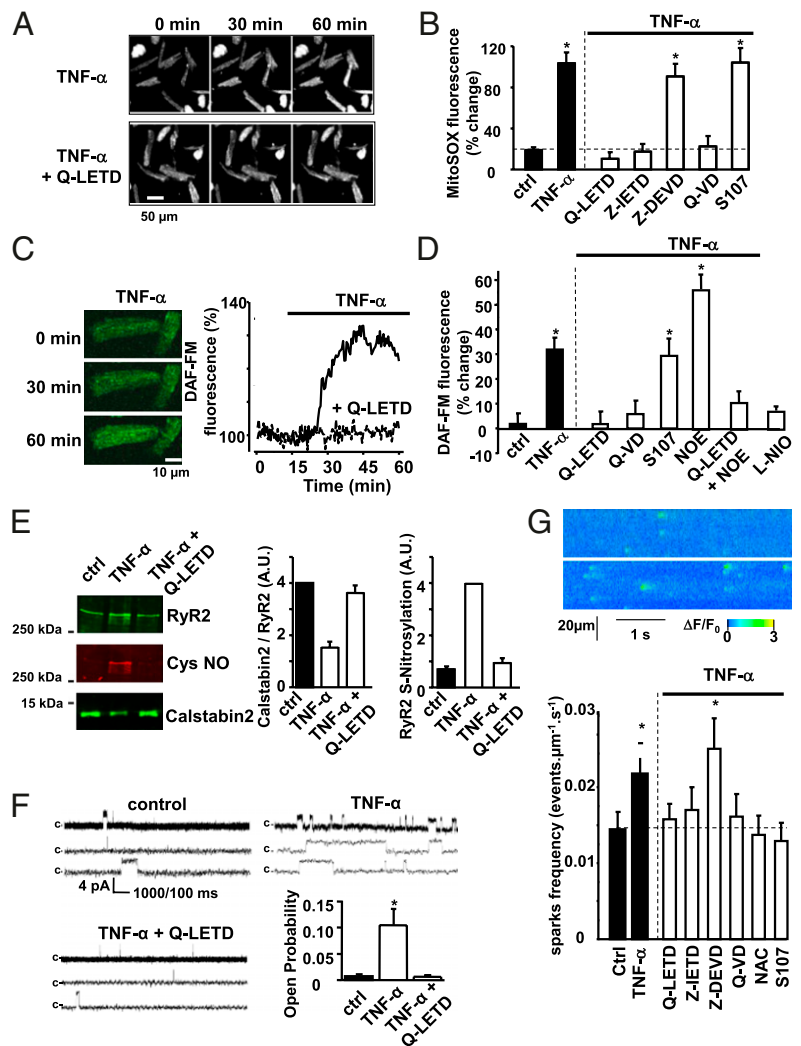 A
0 min 30 min 60 min
TNF-α
TNF-α
+ Q-LETD
50 µm
B
TNF-α
MitoSOX fluorescence
(% change)
120
80
40
0
*
*
*
ctrl
TNF-α
Q-LETD
Z-IETD
Z-DEVD
Q-VD
S107
C
TNF-α
0 min
30 min
60 min
10 µm
DAF-FM
fluorescence (%)
140
100
TNF-α
+ Q-LETD
0 15 30 45 60
Time (min)
D
TNF-α
DAF-FM fluorescence
(% change)
60
50
40
30
20
10
0
-10
*
*
*
ctrl
TNF-α
Q-LETD
Q-VD
S107
NOE
Q-LETD
+ NOE
L-NIO
E
ctrl
TNF-α
TNF-α +
Q-LETD
250 kDa
RyR2
250 kDa
Cys NO
15 kDa
Calstabin2
Calstabin2 / RyR2 (A.U.)
4
2
0
ctrl
TNF-α
TNF-α +
Q-LETD
RyR2 S-Nitrosylation (A.U.)
4
2
0
ctrl
TNF-α
TNF-α +
Q-LETD
F
control
c-
c-
c-
4 pA
1000/100 ms
TNF-α
c-
c-
c-
TNF-α + Q-LETD
c-
c-
c-
Open Probability
0.15
0.10
0.05
0
*
ctrl
TNF-α
TNF-α +
Q-LETD
G
20µm
1 s
ΔF/F0
0 3
TNF-α
sparks frequency (events.µm-1.s-1)
0.03
0.015
0.00
*
*
Ctrl
TNF-α
Q-LETD
Z-IETD
Z-DEVD
Q-VD
NAC
S107